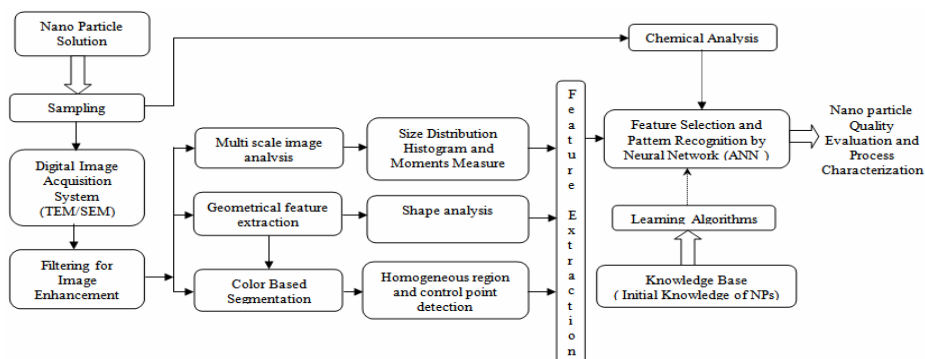 Nano Particle
Solution
Sampling
Digital Image
Acquisition
System
(TEM/SEM)
Filtering for
Image
Enhancement
Multi scale image
analysis
Size Distribution
Histogram and
Moments Measure
Geometrical feature
extraction
Shape analysis
Color Based
Segmentation
Homogeneous region
and control point
detection
F
e
a
t
u
r
e
E
x
t
r
a
c
t
i
o
n
Chemical Analysis
Feature Selection and
Pattern Recognition by
Neural Network (ANN )
Learning Algorithms
Knowledge Base
( Initial Knowledge of NPs)
Nano particle
Quality
Evaluation and
Process
Characterization